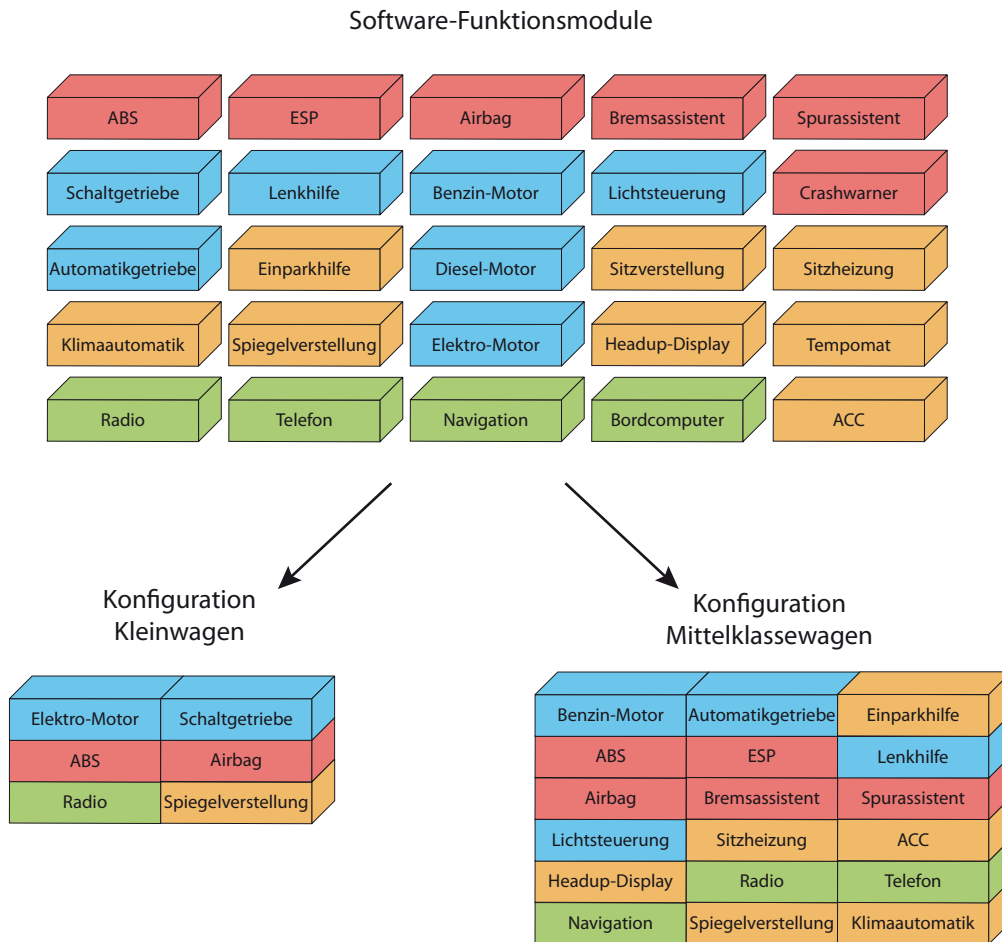 Software-Funktionsmodule
ABS ESP Airbag Bremsassistent Spurassistent
Schaltgetriebe Lenkhilfe Benzin-Motor Lichtsteuerung Crashwarner
Automatikgetriebe Einparkhilfe Diesel-Motor Sitzverstellung Sitzheizung
Klimaautomatik Spiegelverstellung Elektro-Motor Headup-Display Tempomat
Radio Telefon Navigation Bordcomputer ACC
Konfiguration
Kleinwagen
Elektro-Motor Schaltgetriebe
ABS Airbag
Radio Spiegelverstellung
Konfiguration
Mittelklassewagen
Benzin-Motor Automatikgetriebe Einparkhilfe
ABS ESP Lenkhilfe
Airbag Bremsassistent Spurassistent
Lichtsteuerung Sitzheizung ACC
Headup-Display Radio Telefon
Navigation Spiegelverstellung Klimaautomatik